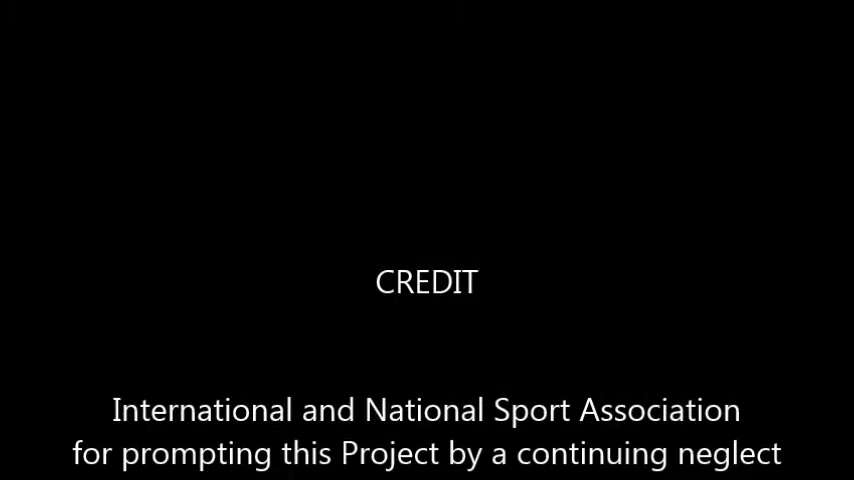 CREDIT
International and National Sport Association
for prompting this Project by a continuing neglect